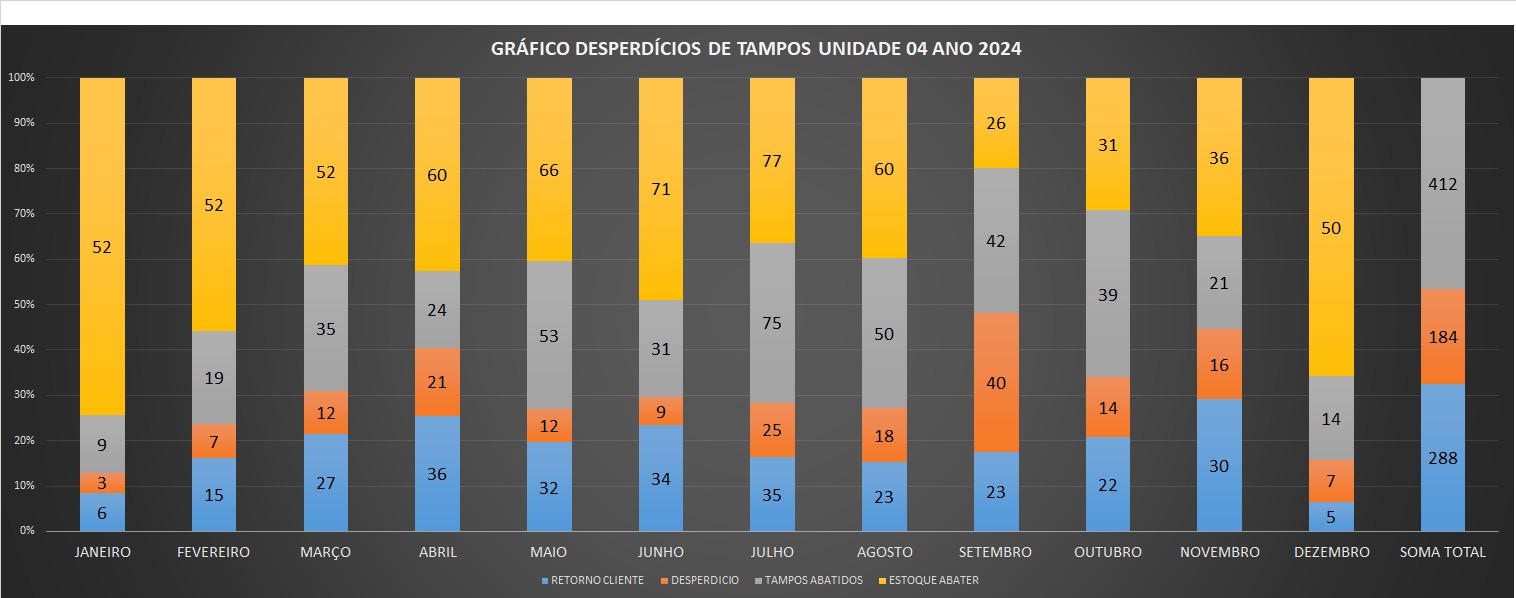 GRÁFICO DESPERDÍCIOS DE TAMPOS UNIDADE 04 ANO 2024
100%
90%
80%
70%
60%
50%
40%
30%
20%
10%
0%
52 9 3 6
52 19 7 15
52 35 12 27
60 24 21 36
66 53 12 32
71 31 9 34
77 75 25 35
60 50 18 23
26 42 40 23
31 39 14 22
36 21 16 30
50 14 7 5
412 184 288
JANEIRO FEVEREIRO MARÇO ABRIL MAIO JUNHO JULHO AGOSTO SETEMBRO OUTUBRO NOVEMBRO DEZEMBRO SOMA TOTAL
RETORNO CLIENTE DESPERDICIO TAMPOS ABATIDOS ESTOQUE ABATER